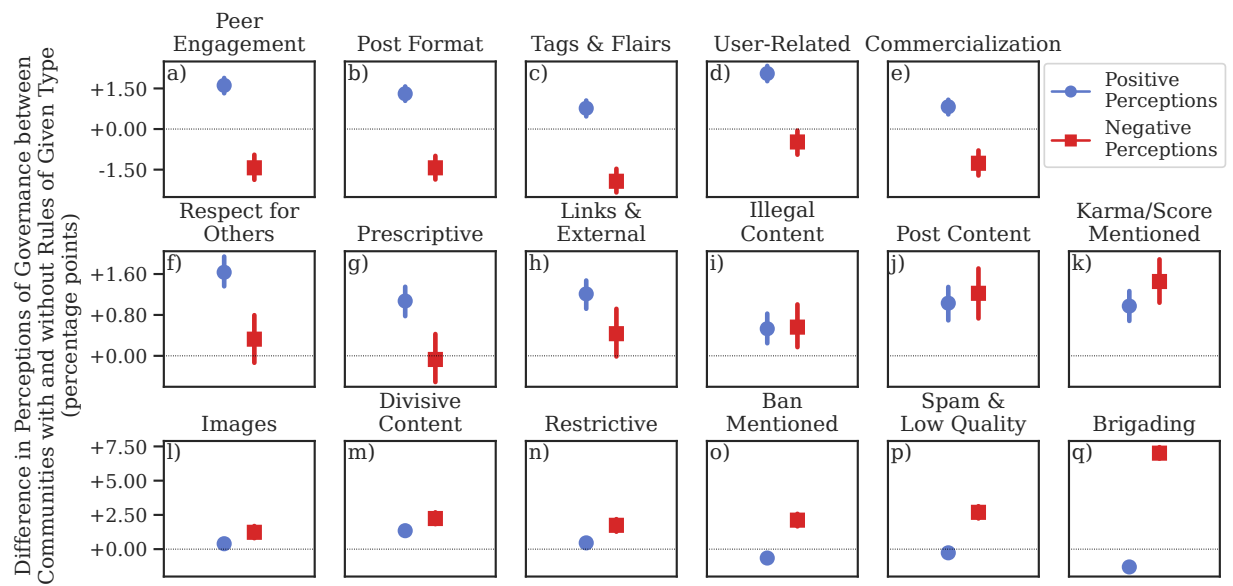 Difference in Perceptions of Governance between
Communities with and without Rules of Given Type
(percentage points)
Peer
Engagement
Post Format
Tags & Flairs
User-Related
Commercialization
a)
b)
c)
d)
e)
+1.50
+0.00
-1.50
Positive
Perceptions
Negative
Perceptions
Respect for
Others
Prescriptive
Links &
External
Illegal
Content
Post Content
Karma/Score
Mentioned
f)
g)
h)
i)
j)
k)
+1.60
+0.80
+0.00
Images
Divisive
Content
Restrictive
Ban
Mentioned
Spam &
Low Quality
Brigading
l)
m)
n)
o)
p)
q)
+7.50
+5.00
+2.50
+0.00